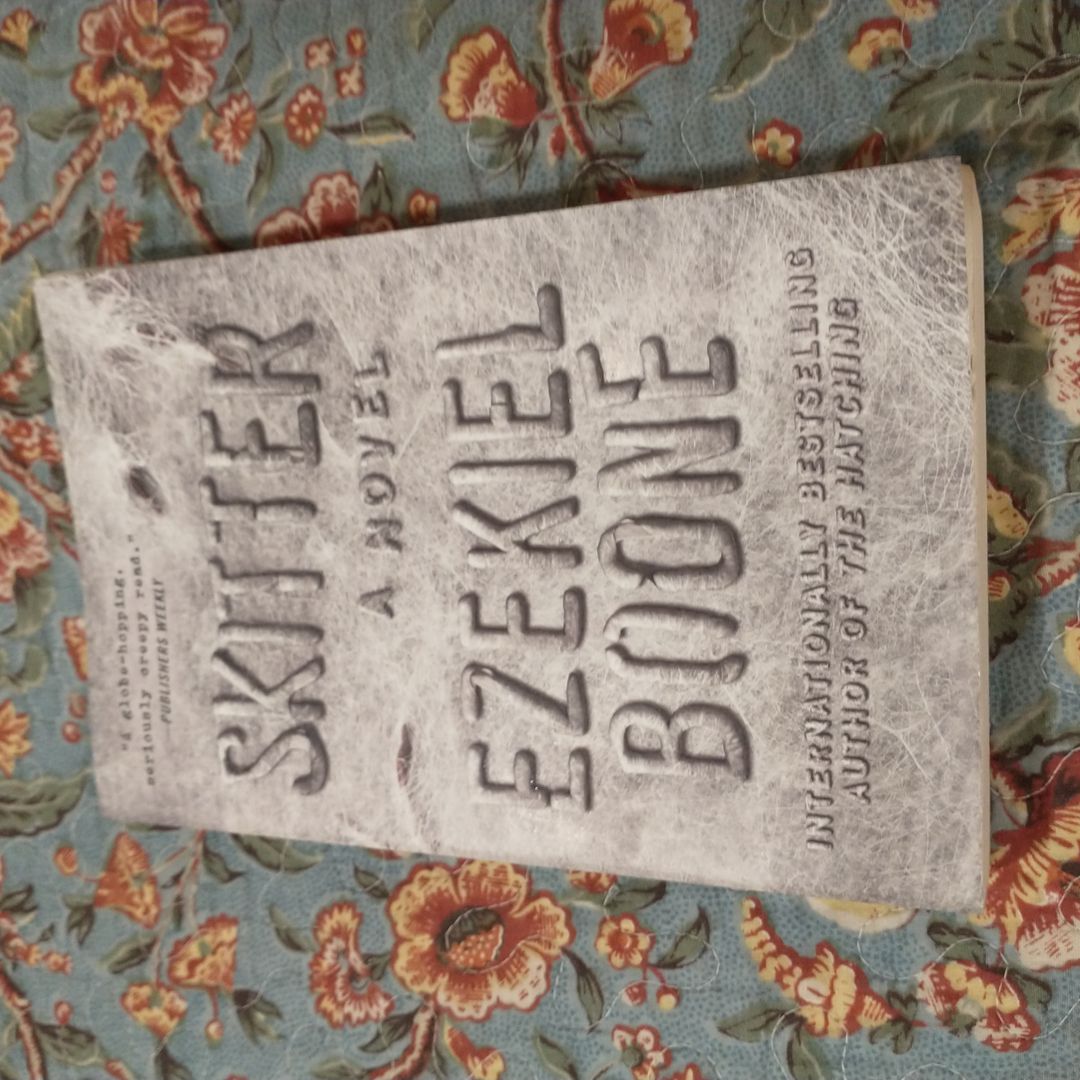 "A globe-hopping,
seriously creepy read."
PUBLISHERS WEEKLY
SKITTER
A NOVEL
EZEKIEL
BOONE
INTERNATIONALLY BESTSELLING
AUTHOR OF THE HATCHING